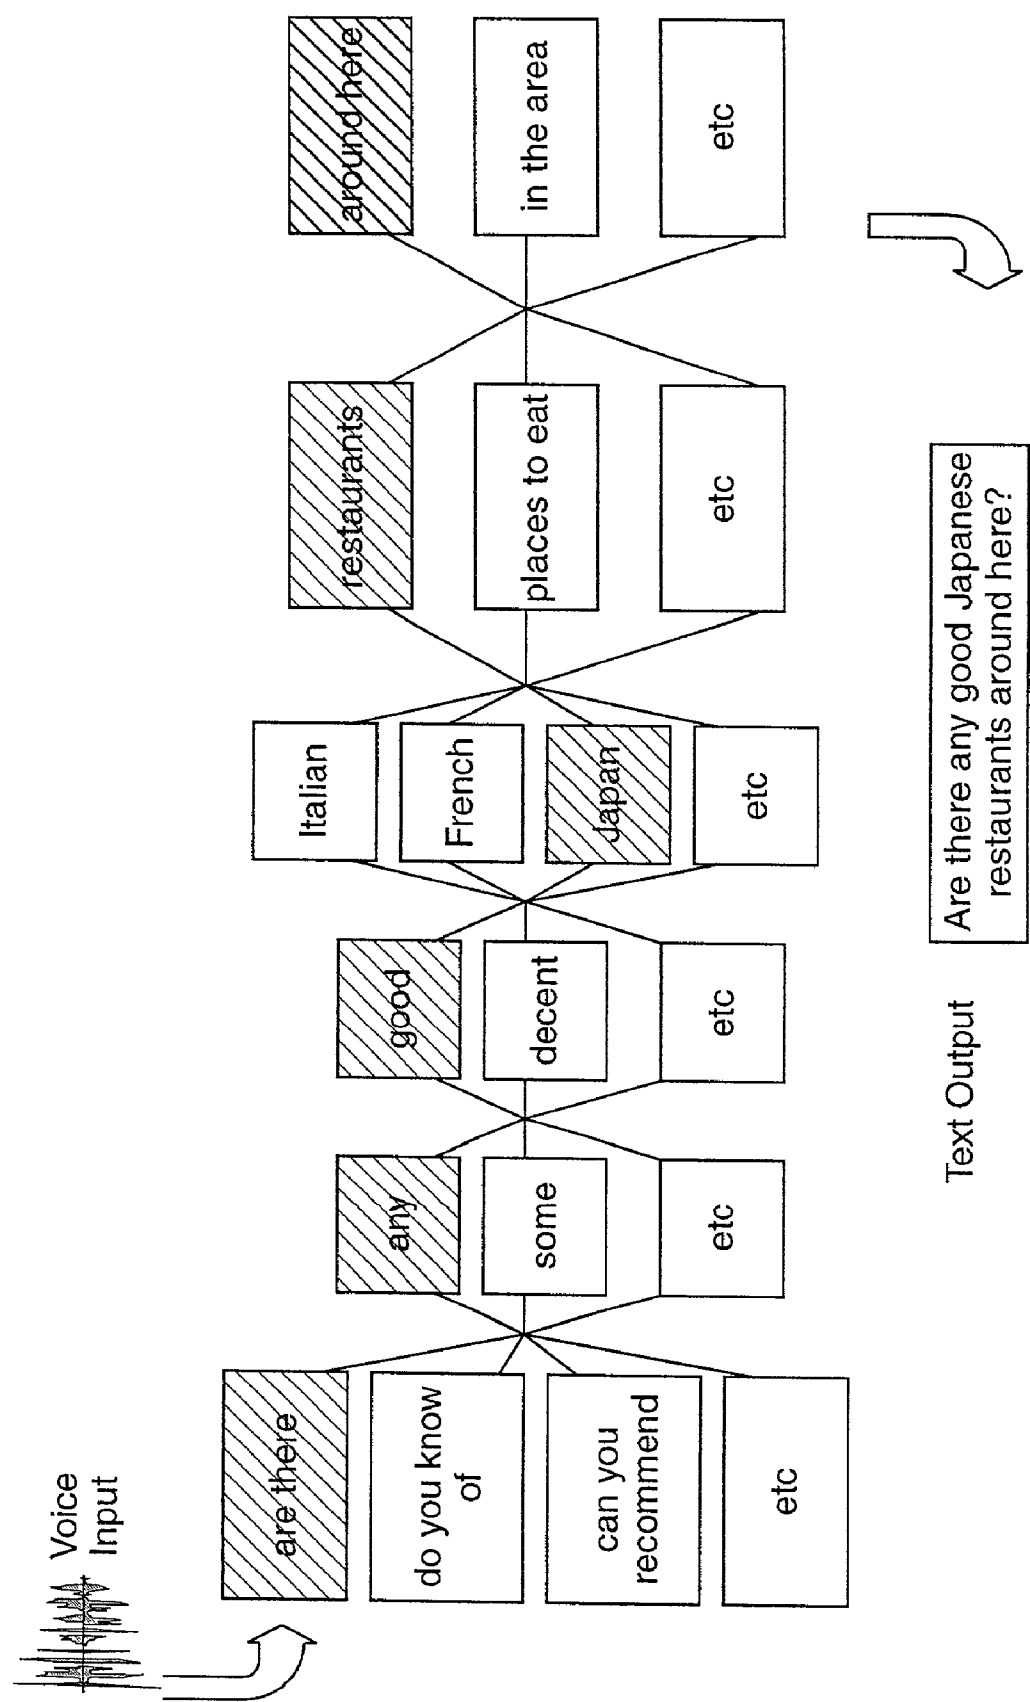 Voice
Input
are there
do you know
of
can you
recommend
etc
any
some
etc
good
decent
etc
Italian
French
Japan
etc
restaurants
places to eat
etc
around here
in the area
etc
Text Output
Are there any good Japanese
restaurants around here?